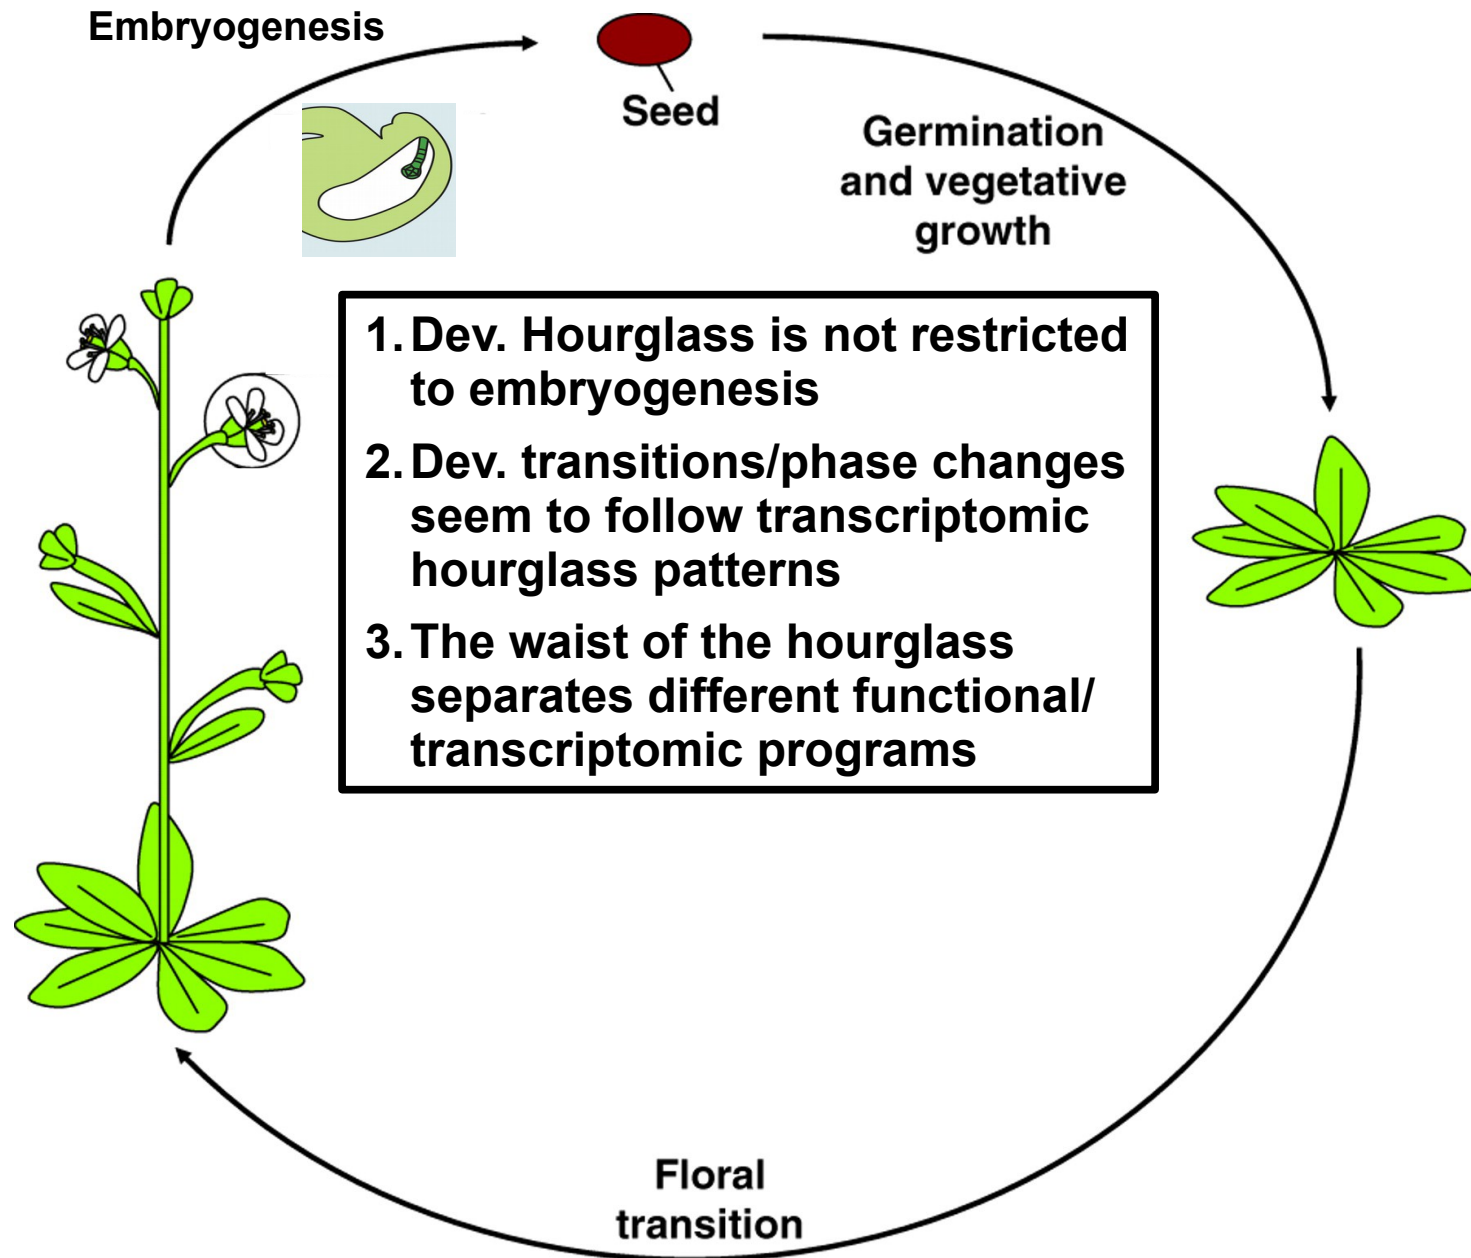 Embryogenesis
Seed
Germination
and vegetative
growth
1. Dev. Hourglass is not restricted
to embryogenesis
2. Dev. transitions/phase changes
seem to follow transcriptomic
hourglass patterns
3. The waist of the hourglass
separates different functional/
transcriptomic programs
Floral
transition